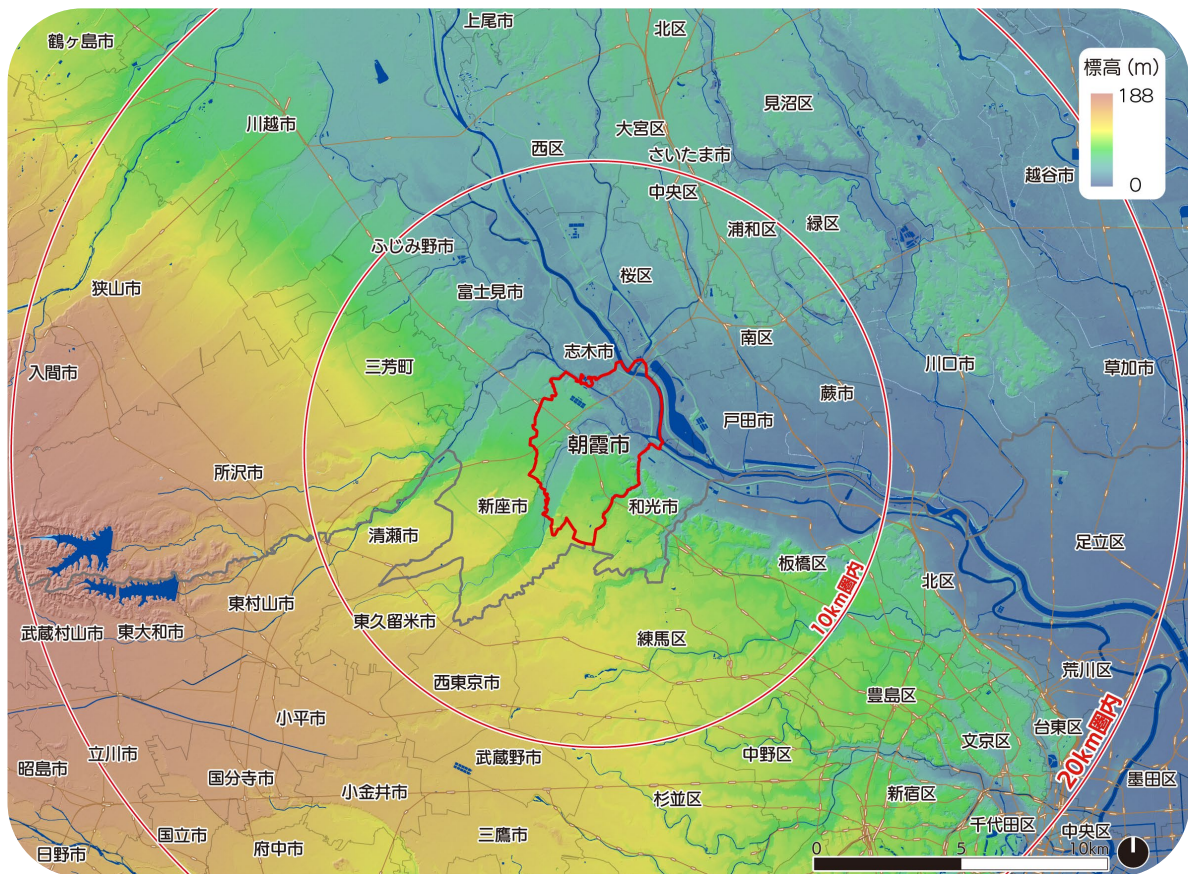 上尾市
北区
鶴ヶ島市
標高 (m)
188
0
見沼区
川越市
大宮区
西区
さいたま市
越谷市
中央区
浦和区
緑区
ふじみ野市
桜区
狭山市
富士見市
南区
志木市
三芳町
川口市
草加市
入間市
蕨市
戸田市
朝霞市
所沢市
新座市
和光市
清瀬市
足立区
板橋区
北区
10km圏内
東村山市
東久留米市
武蔵村山市
東大和市
練馬区
荒川区
西東京市
豊島区
小平市
台東区
文京区
20km圏内
立川市
武蔵野市
中野区
昭島市
国分寺市
墨田区
小金井市
杉並区
新宿区
千代田区
中央区
国立市
三鷹市
府中市
日野市
0
5
10km